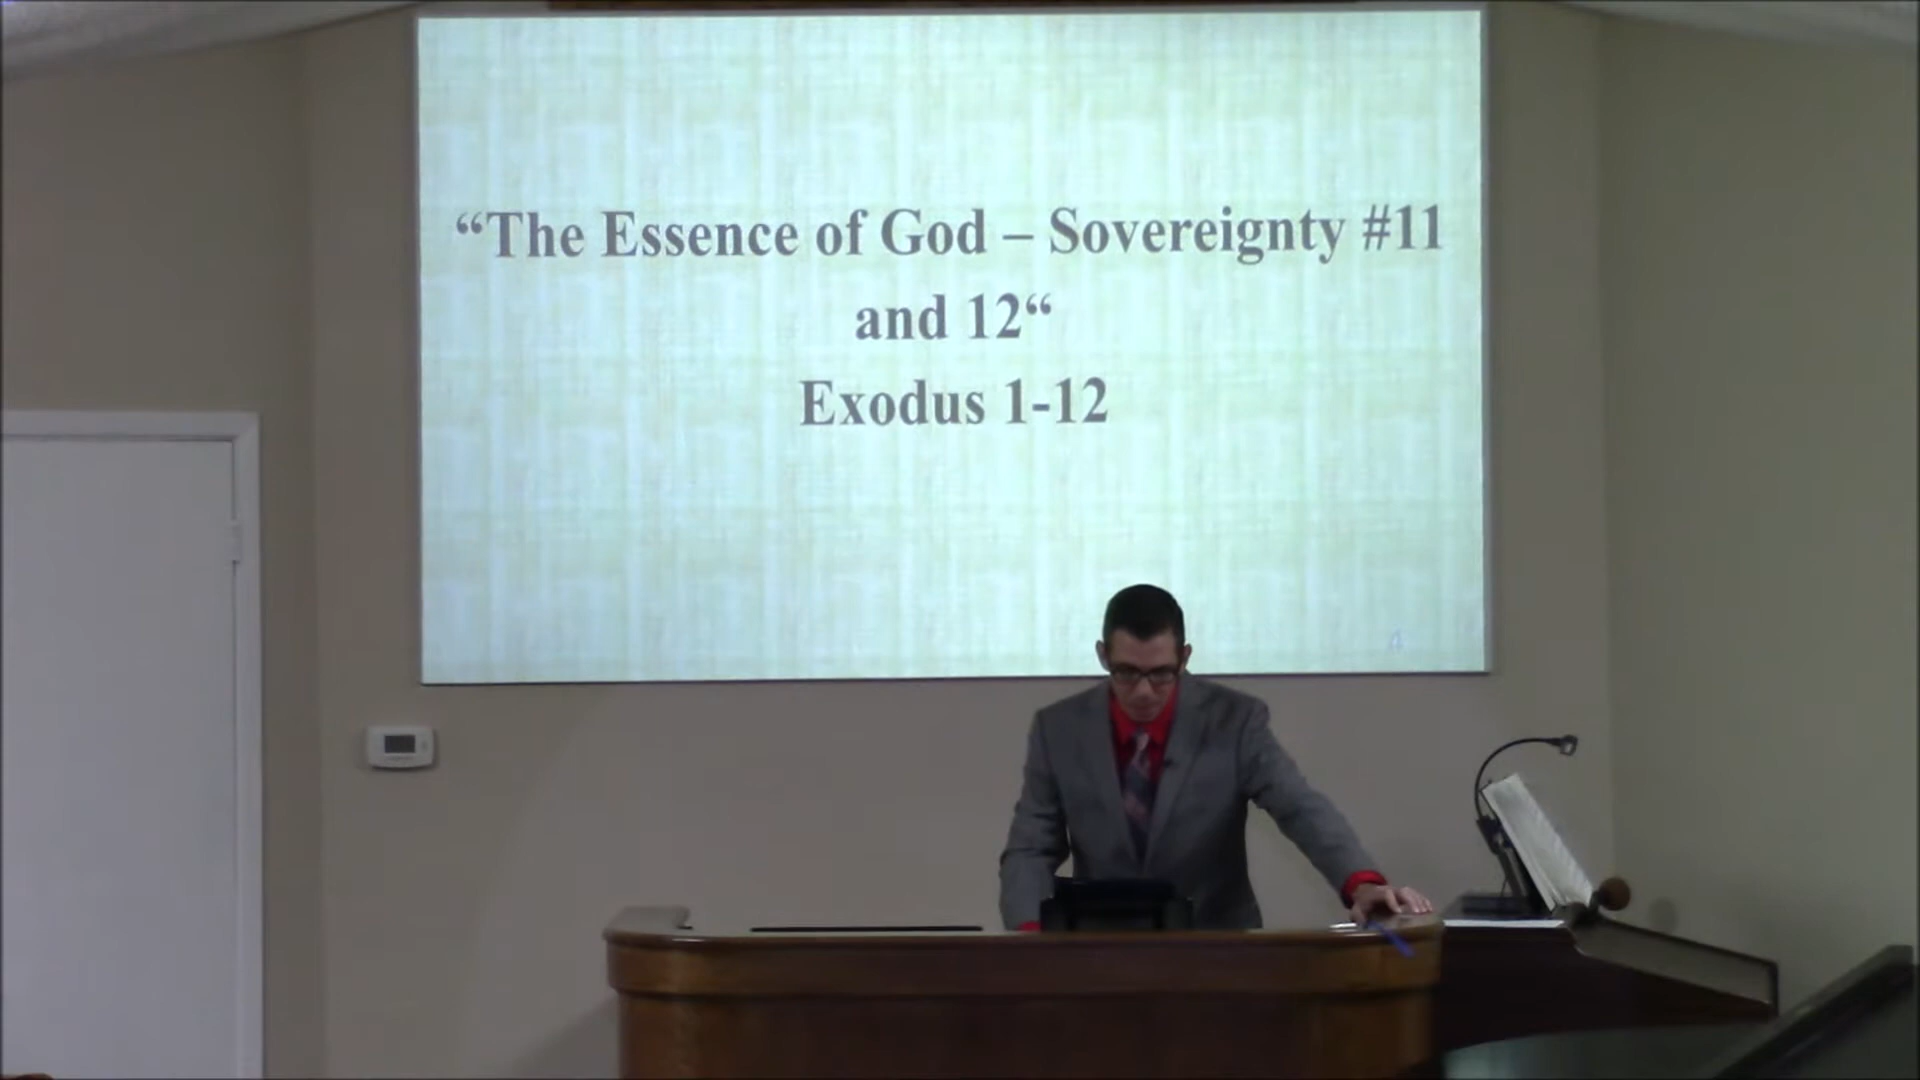 “The Essence of God – Sovereignty #11
and 12“
Exodus 1-12